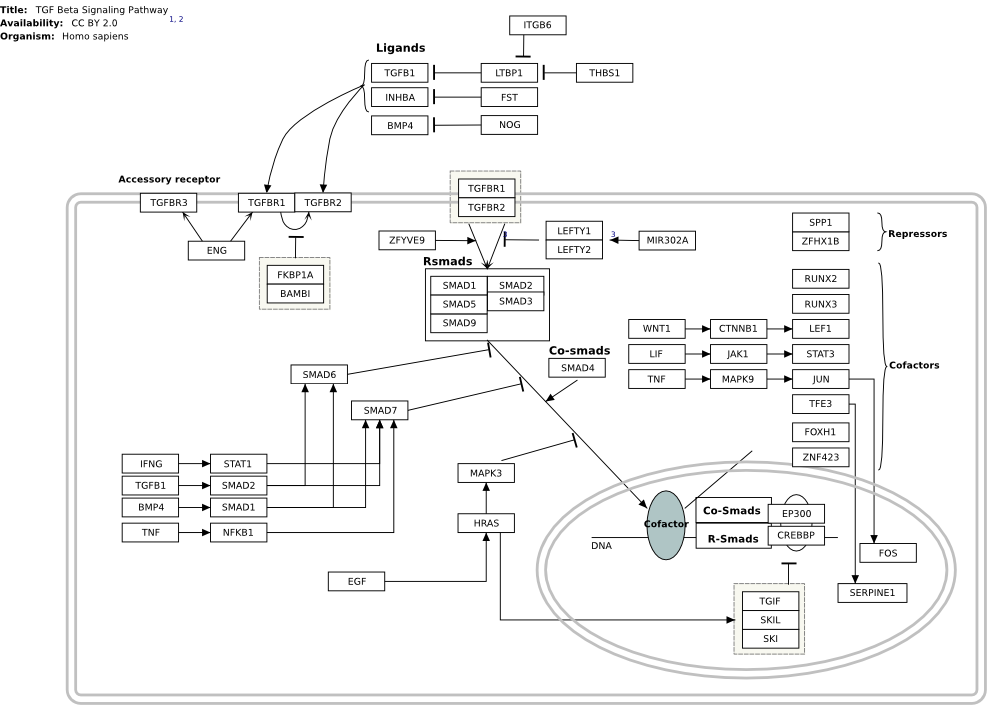 Title: TGF Beta Signaling Pathway
Availability: CC BY 2.0
1, 2
Organism: Homo sapiens
ITGB6
Ligands
TGFB1
LTBP1
THBS1
INHBA
FST
BMP4
NOG
Accessory receptor
TGFBR3
TGFBR1
TGFBR2
TGFBR1
TGFBR2
ENG
FKBP1A
BAMBI
ZFYVE9
3
LEFTY1
LEFTY2
3
MIR302A
SPP1
ZFHX1B
Repressors
Rsmads
SMAD1
SMAD2
SMAD5
SMAD3
SMAD9
RUNX2
RUNX3
WNT1
CTNNB1
LEF1
LIF
JAK1
STAT3
TNF
MAPK9
JUN
TFE3
FOXH1
ZNF423
Cofactors
Co-smads
SMAD4
SMAD6
SMAD7
IFNG
STAT1
TGFB1
SMAD2
BMP4
SMAD1
TNF
NFKB1
MAPK3
HRAS
EGF
Cofactor
Co-Smads
R-Smads
EP300
CREBBP
DNA
FOS
SERPINE1
TGIF
SKIL
SKI